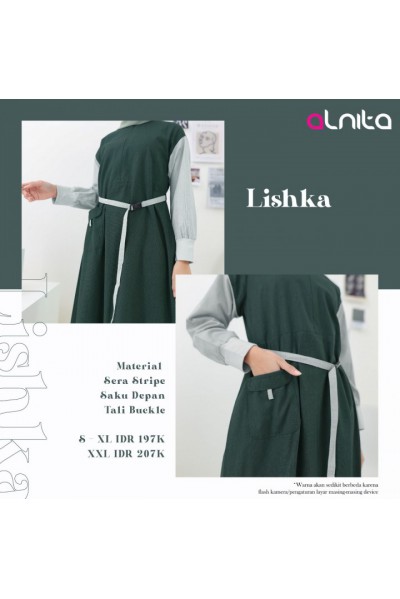 alnita
Lishka
Lishka
Material
Sera Stripe
Saku Depan
Tali Buckle
S - XL IDR 197K
XXL IDR 207K
*Warna akan sedikit berbeda karena
flash kamera/pengaturan layar masing-masing device